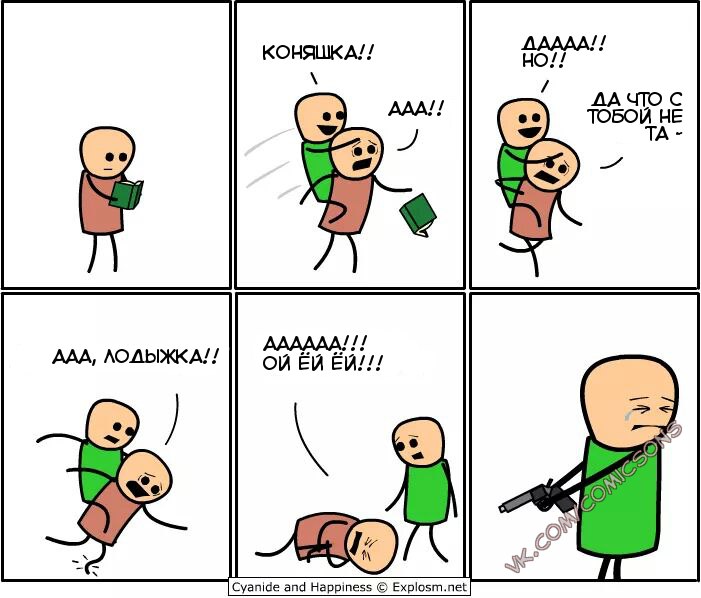 КОНЯШКА!!
ААА!!
ДАААА!!
НО!!
ДА ЧТО С
ТОБОЙ НЕ
ТА -
ААА, ЛОДЫЖКА!!
АААААА!!!
ОЙ ЁЙ ЁЙ!!!
VK.COM/COMICSONS
Cyanide and Happiness © Explosm.net